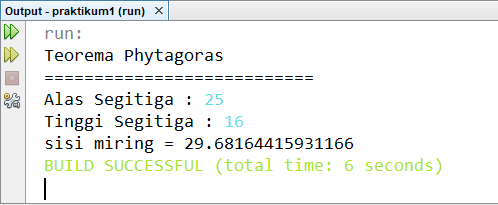 Output - praktikum1 (run)
run:
Teorema Phytagoras
===========================
Alas Segitiga : 25
Tinggi Segitiga : 16
sisi miring = 29.68164415931166
BUILD SUCCESSFUL (total time: 6 seconds)